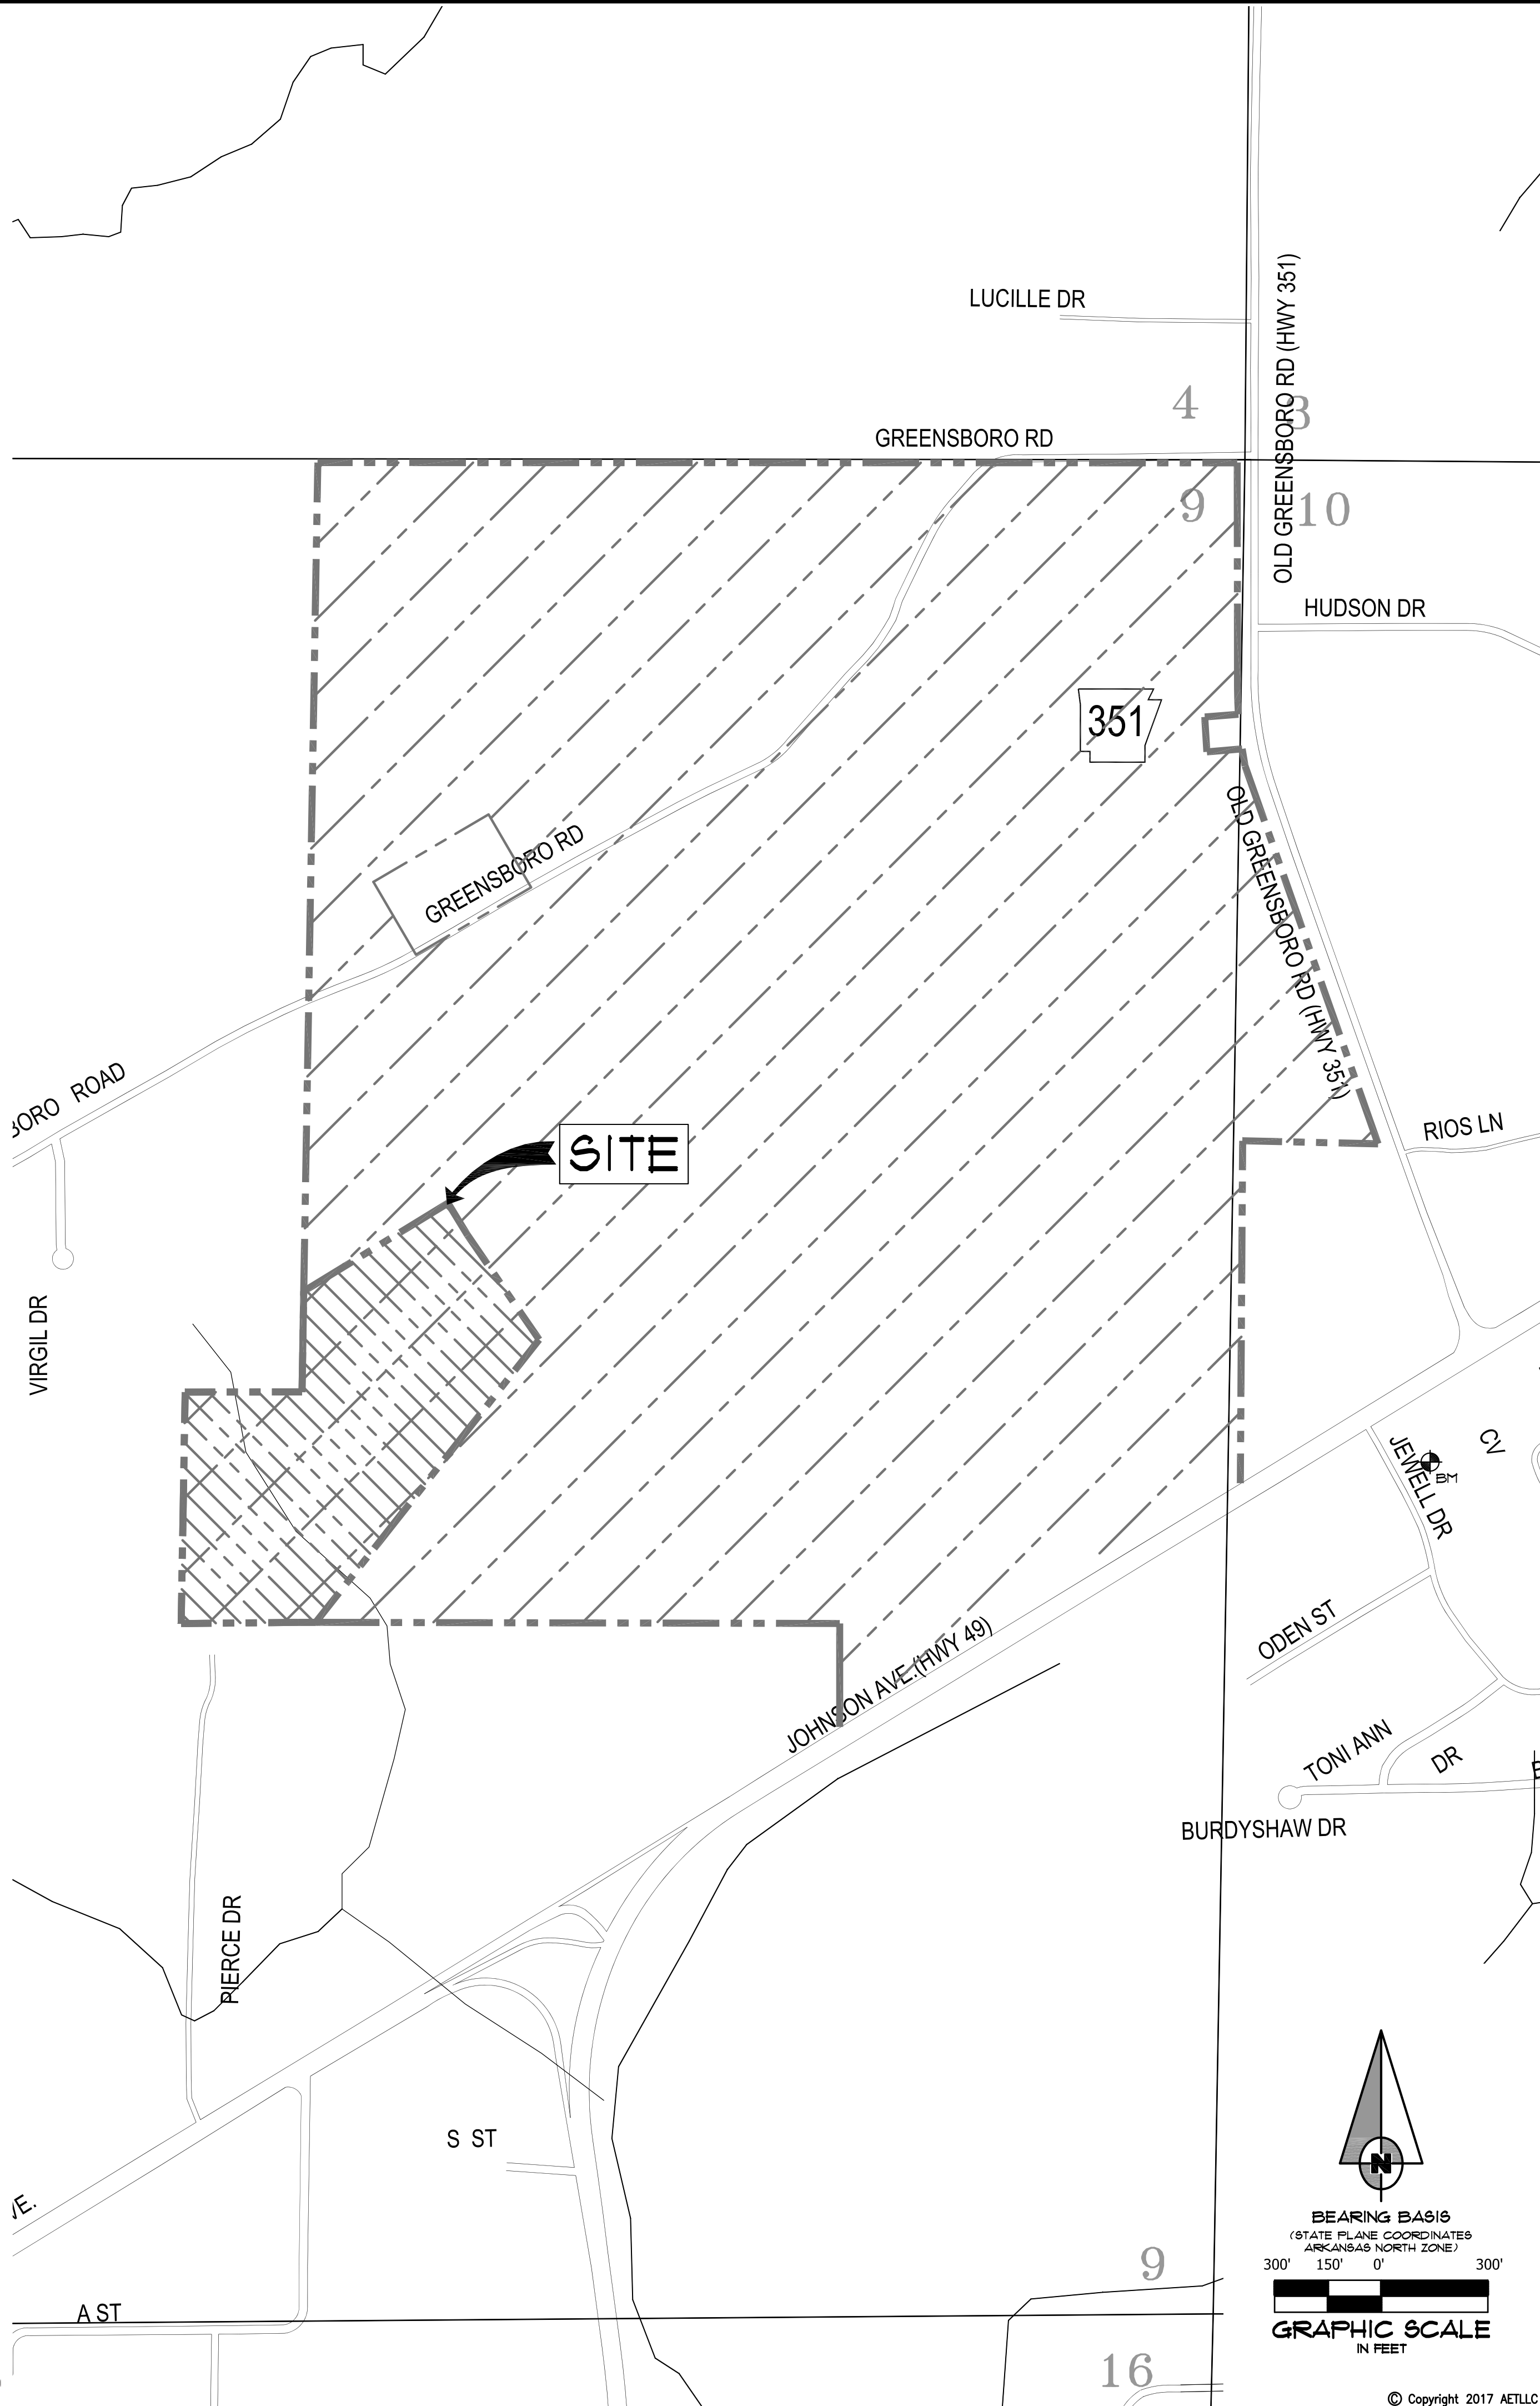 LUCILLE DR
OLD GREENSBORO RD (HWY 351)
4
3
GREENSBORO RD
9
10
HUDSON DR
351
OLD GREENSBORO RD (HWY 351)
GREENSBORO RD
BORO ROAD
RIOS LN
SITE
VIRGIL DR
CV
JEWELL DR
BM
ODEN ST
JOHNSON AVE.(HWY 49)
TONI ANN
DR
BURDYSHAW DR
PIERCE DR
S ST
VE.
N
BEARING BASIS
(STATE PLANE COORDINATES
ARKANSAS NORTH ZONE)
300' 150' 0' 300'
9
A ST
GRAPHIC SCALE
IN FEET
16
© Copyright 2017 AETLLC